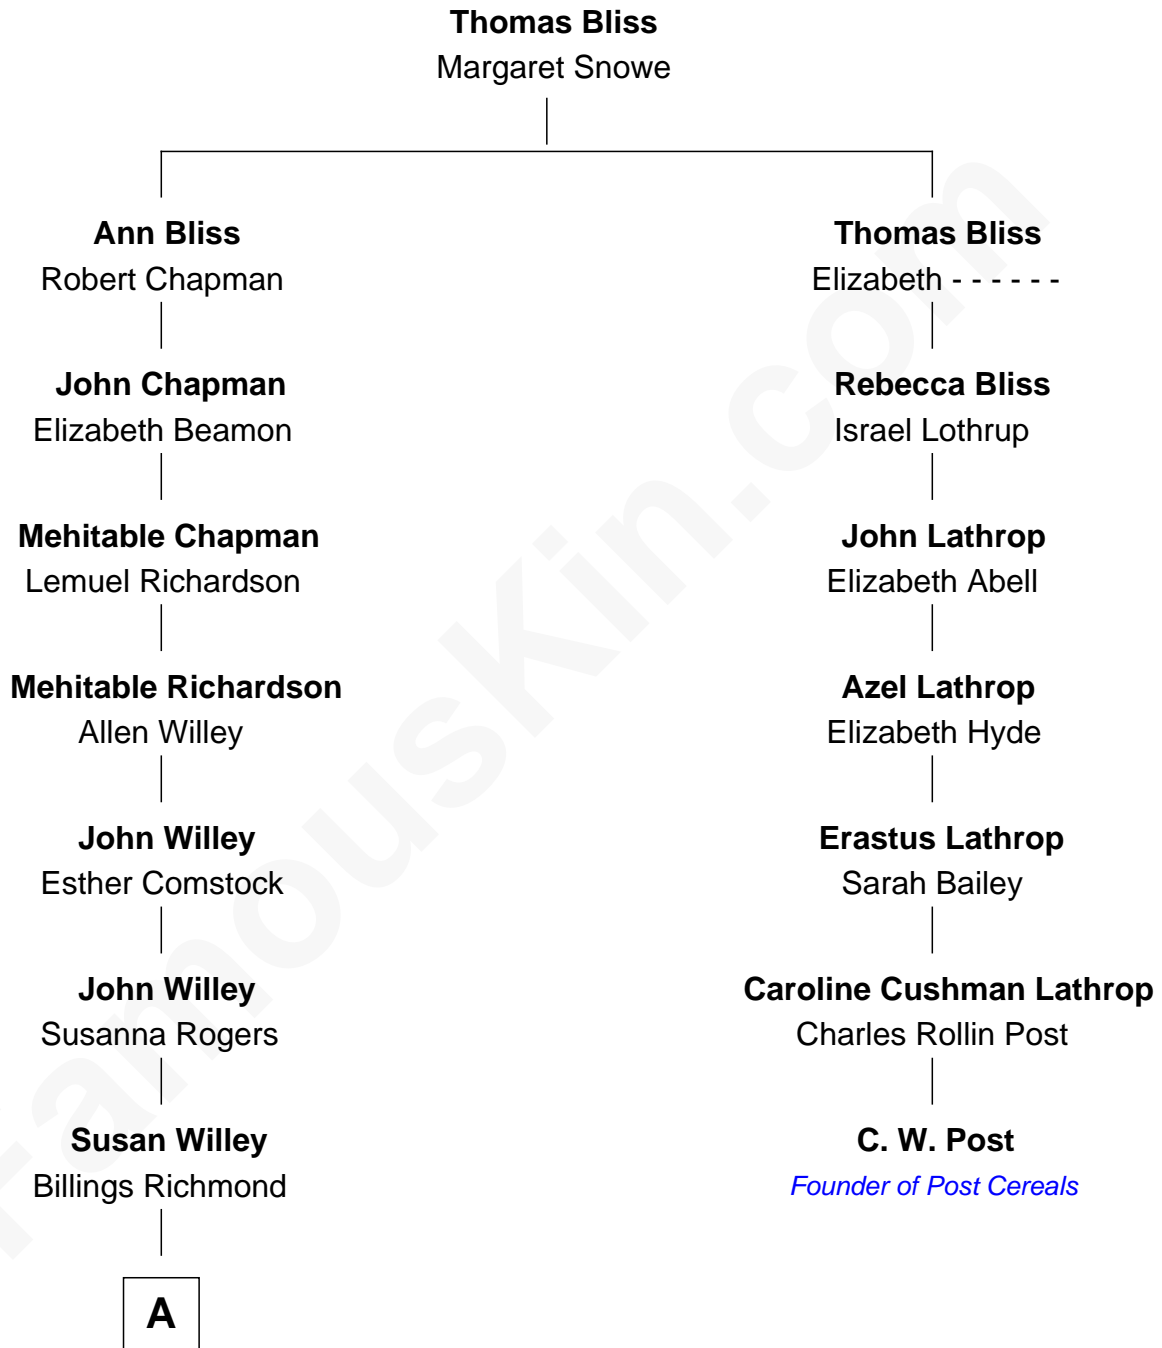 Thomas Bliss
Margaret Snowe
Ann Bliss
Robert Chapman
Thomas Bliss
Elizabeth - - - - - -
John Chapman
Elizabeth Beamon
Rebecca Bliss
Israel Lothrup
Mehitable Chapman
Lemuel Richardson
John Lathrop
Elizabeth Abell
Mehitable Richardson
Allen Willey
Azel Lathrop
Elizabeth Hyde
John Willey
Esther Comstock
Erastus Lathrop
Sarah Bailey
John Willey
Susanna Rogers
Caroline Cushman Lathrop
Charles Rollin Post
Susan Willey
Billings Richmond
C. W. Post
Founder of Post Cereals
A
FamousKin.com